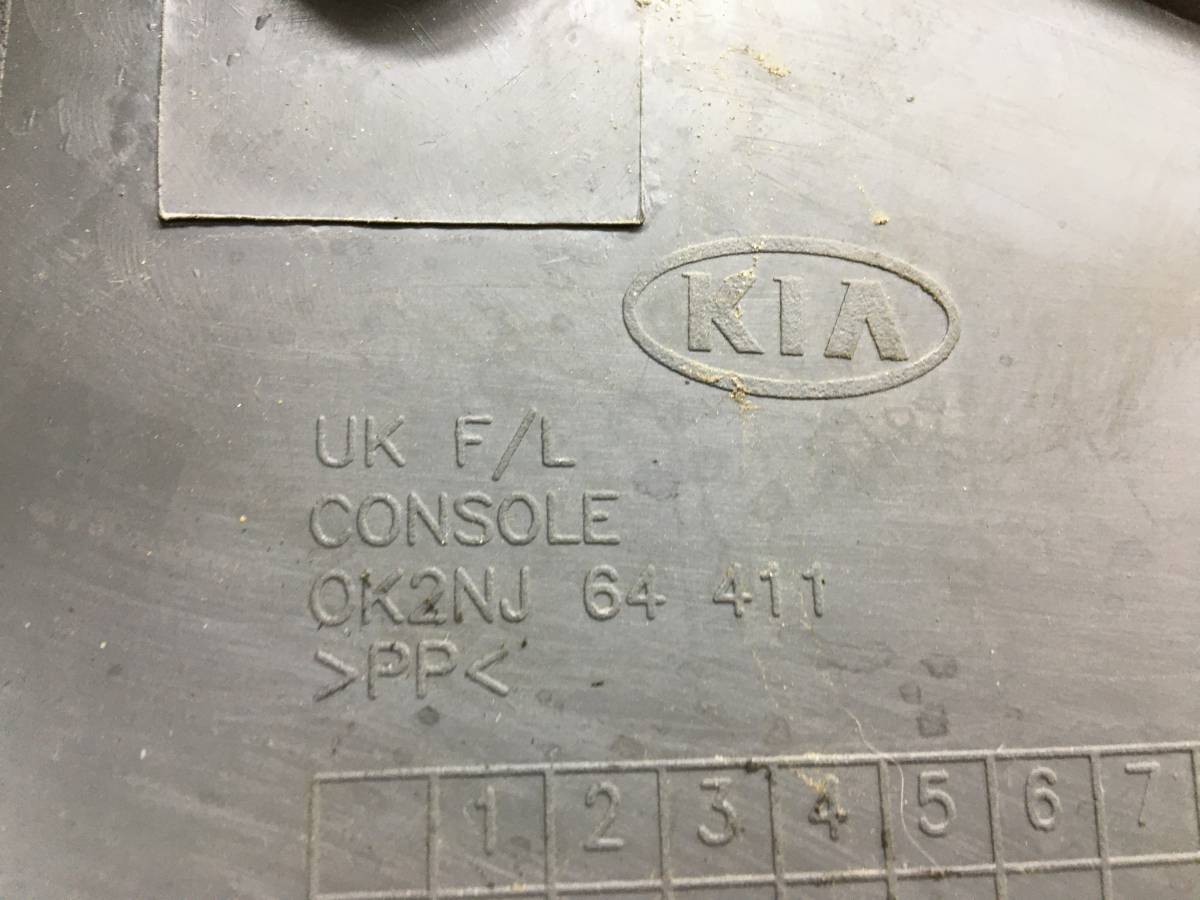 KIA
UK F/L
CONSOLE
0K2NJ 64 411
>PP<
1 2 3 4 5 6 7